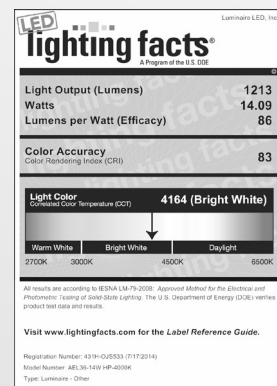 Luminaire LED, Inc
LED
lighting facts®
A Program of the U.S. DOE
Light Output (Lumens) 1213
Watts 14.09
Lumens per Watt (Efficacy) 86
Color Accuracy 83
Color Rendering Index (CRI)
Light Color 4164 (Bright White)
Correlated Color Temperature (CCT)
Warm White Bright White Daylight
2700K 3000K 4500K 6500K
All results are according to IESNA LM-79-2008: Approved Method for the Electrical and
Photometric Testing of Solid-State Lighting. The U.S. Department of Energy (DOE) verifies
product test data and results.
Visit www.lightingfacts.com for the Label Reference Guide.
Registration Number: (7/17/2014)
Model Number: AEL36-14W HP-4000K
Type: Luminaire - Other